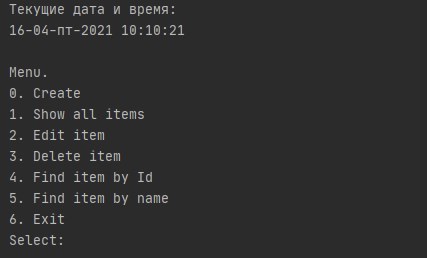 Текущие дата и время:
16-04-пт-2021 10:10:21
Menu.
0. Create
1. Show all items
2. Edit item
3. Delete item
4. Find item by Id
5. Find item by name
6. Exit
Select: